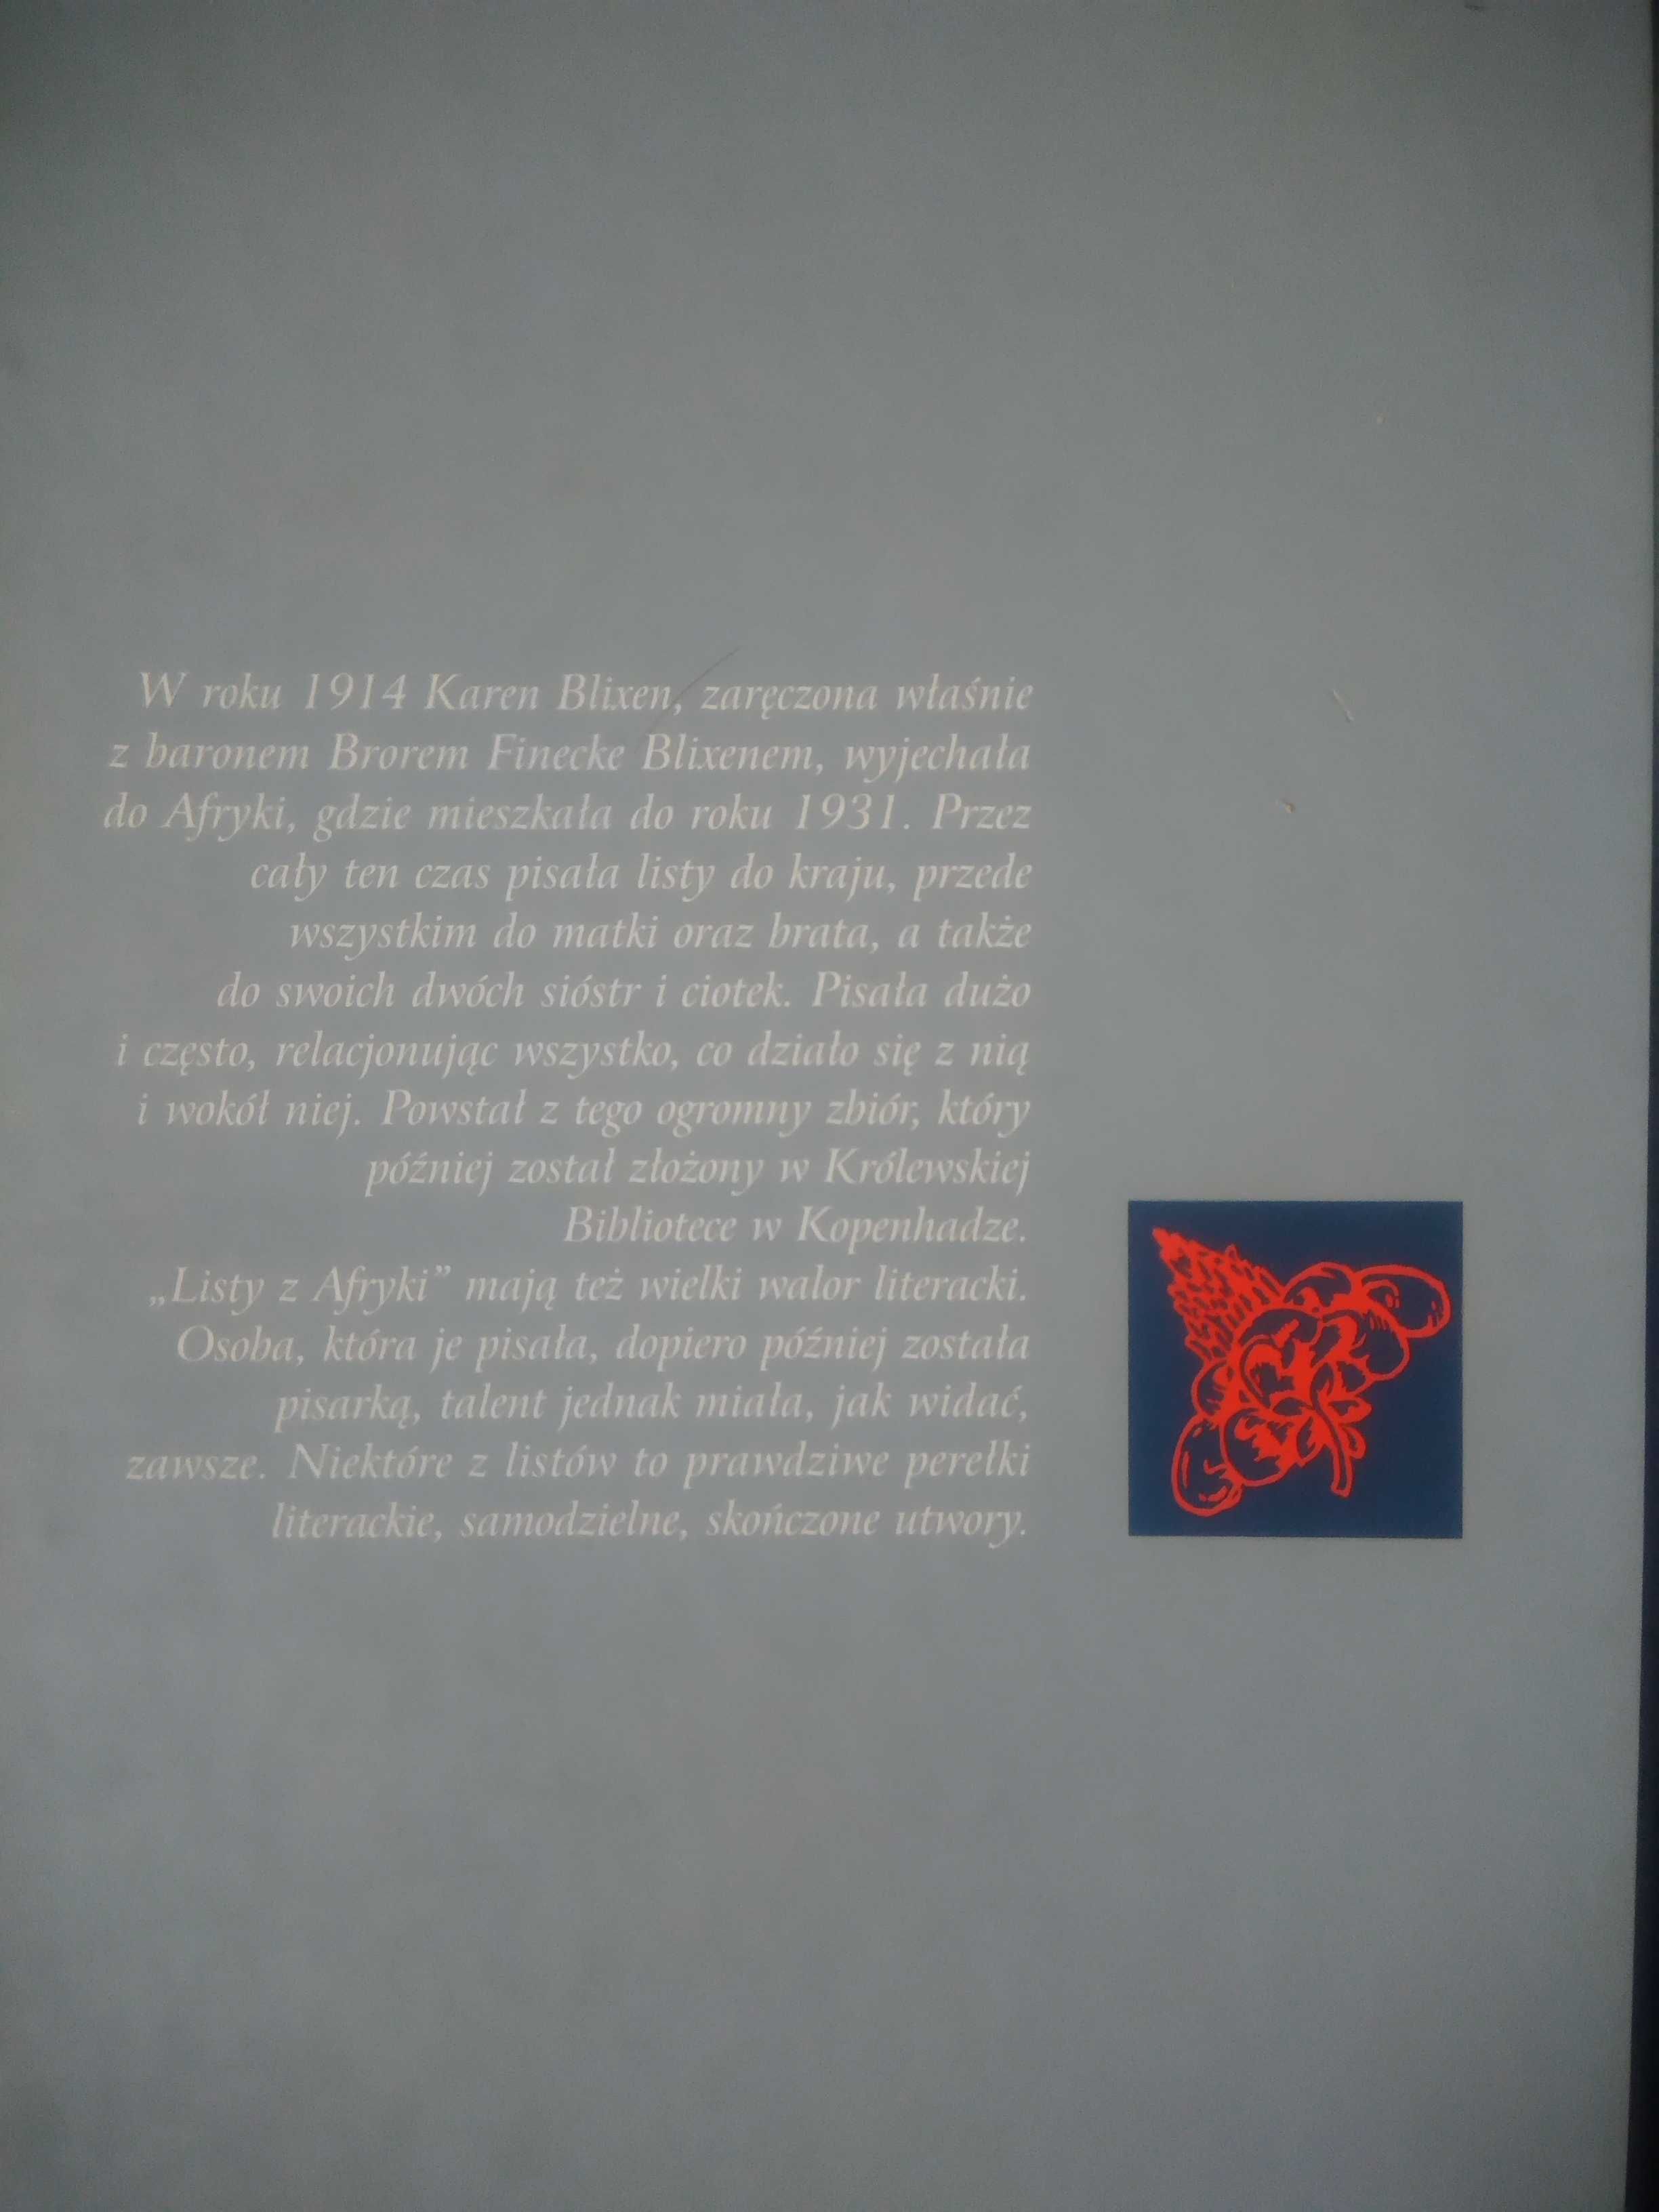 W roku 1914 Karen Blixen, zaręczona właśnie
z baronem Brorem Finecke Blixenem, wyjechała
do Afryki, gdzie mieszkała do roku 1931. Przez
cały ten czas pisała listy do kraju, przede
wszystkim do matki oraz brata, a także
do swoich dwóch sióstr i ciotek. Pisała dużo
i często, relacjonując wszystko, co działo się z nią
i wokół niej. Powstał z tego ogromny zbiór, który
później został złożony w Królewskiej
Bibliotece w Kopenhadze.
„Listy z Afryki” mają też wielki walor literacki.
Osoba, która je pisała, dopiero później została
pisarką, talent jednak miała, jak widać,
zawsze. Niektóre z listów to prawdziwe perełki
literackie, samodzielne, skończone utwory.